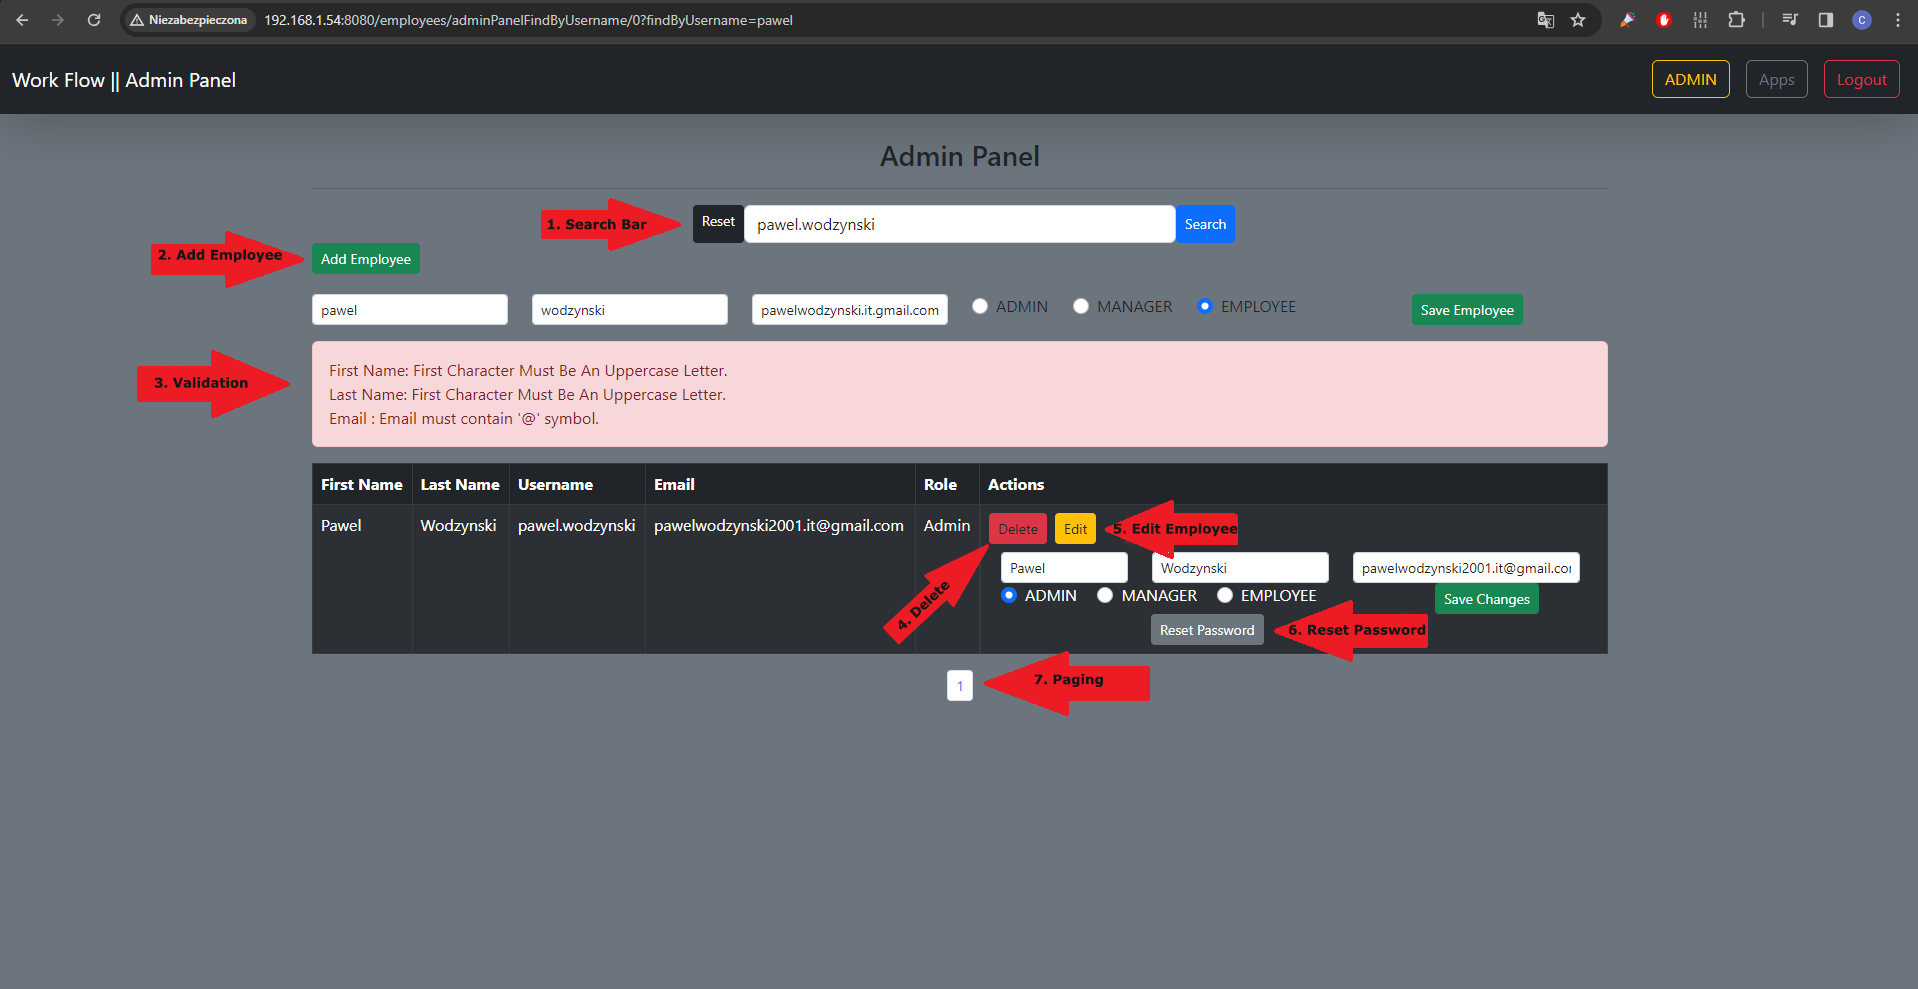 Niezabezpieczona 192.168.1.54:8080/employees/adminPanelFindByUsername/0?findByUsername=pawel C
Work Flow || Admin Panel ADMIN Apps Logout
Admin Panel
1. Search Bar Reset pawel.wodzynski Search
2. Add Employee Add Employee
pawel wodzynski pawelwodzynski.it.gmail.com ADMIN MANAGER EMPLOYEE Save Employee
First Name: First Character Must Be An Uppercase Letter.
3. Validation
Last Name: First Character Must Be An Uppercase Letter.
Email : Email must contain '@' symbol.
First Name Last Name Username Email Role Actions
Pawel Wodzynski pawel.wodzynski pawelwodzynski2001.it@gmail.com Admin Delete Edit 5. Edit Employee
Pawel Wodzynski pawelwodzynski2001.it@gmail.cor
4. Delete
ADMIN MANAGER EMPLOYEE Save Changes
Reset Password 6. Reset Password
1 7. Paging